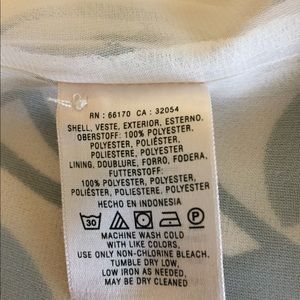 RN : 66170 CA : 32054
SHELL, VESTE, EXTERIOR, ESTERNO.
OBERSTOFF: 100% POLYESTER,
POLYESTER, POLIÉSTER,
POLIESTERE, POLYESTER
LINING, DOUBLURE, FORRO, FODERA,
FUTTERSTOFF:
100% POLYESTER, POLYESTER,
POLIÉSTER, POLIESTERE, POLYESTER
HECHO EN INDONESIA
30 P
MACHINE WASH COLD
WITH LIKE COLORS,
USE ONLY NON-CHLORINE BLEACH.
TUMBLE DRY LOW,
LOW IRON AS NEEDED,
MAY BE DRY CLEANED